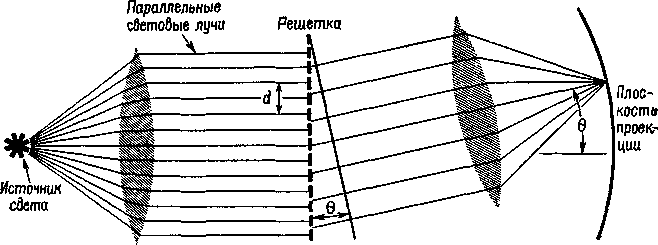 Параллельные
световые лучи
Решетка
d
Источник
света
θ
θ
Плос-
кость
проек-
ции